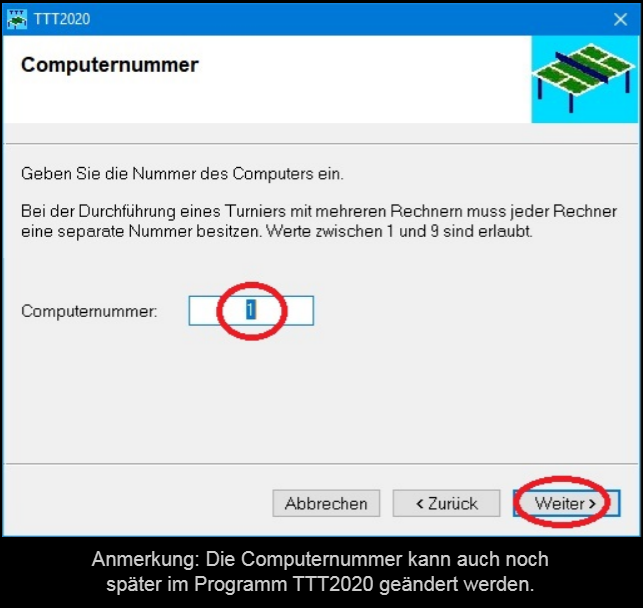 TTT2020
Computernummer
Geben Sie die Nummer des Computers ein.
Bei der Durchführung eines Turniers mit mehreren Rechnern muss jeder Rechner
eine separate Nummer besitzen. Werte zwischen 1 und 9 sind erlaubt.
Computernummer: 1
Abbrechen < Zurück Weiter >
Anmerkung: Die Computernummer kann auch noch
später im Programm TTT2020 geändert werden.